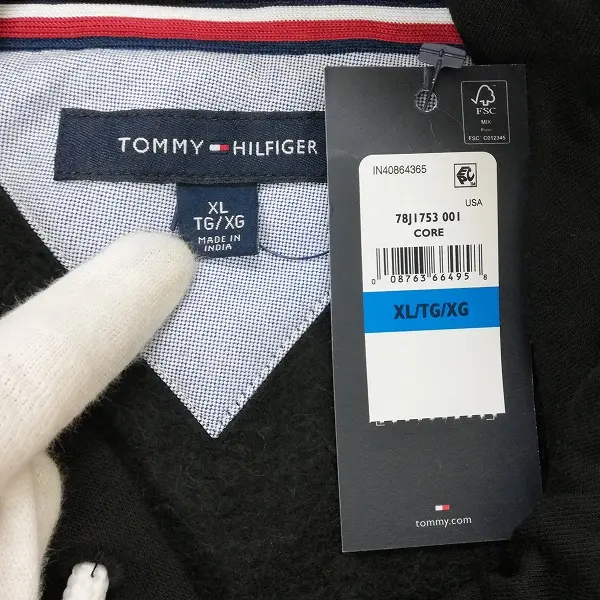 TOMMY HILFIGER
XL
TG/XG
MADE IN
INDIA
FSC
MIX
FSC C012345
IN40864365
USA
78J1753 001
CORE
0 08763 66495 8
XL/TG/XG
tommy.com